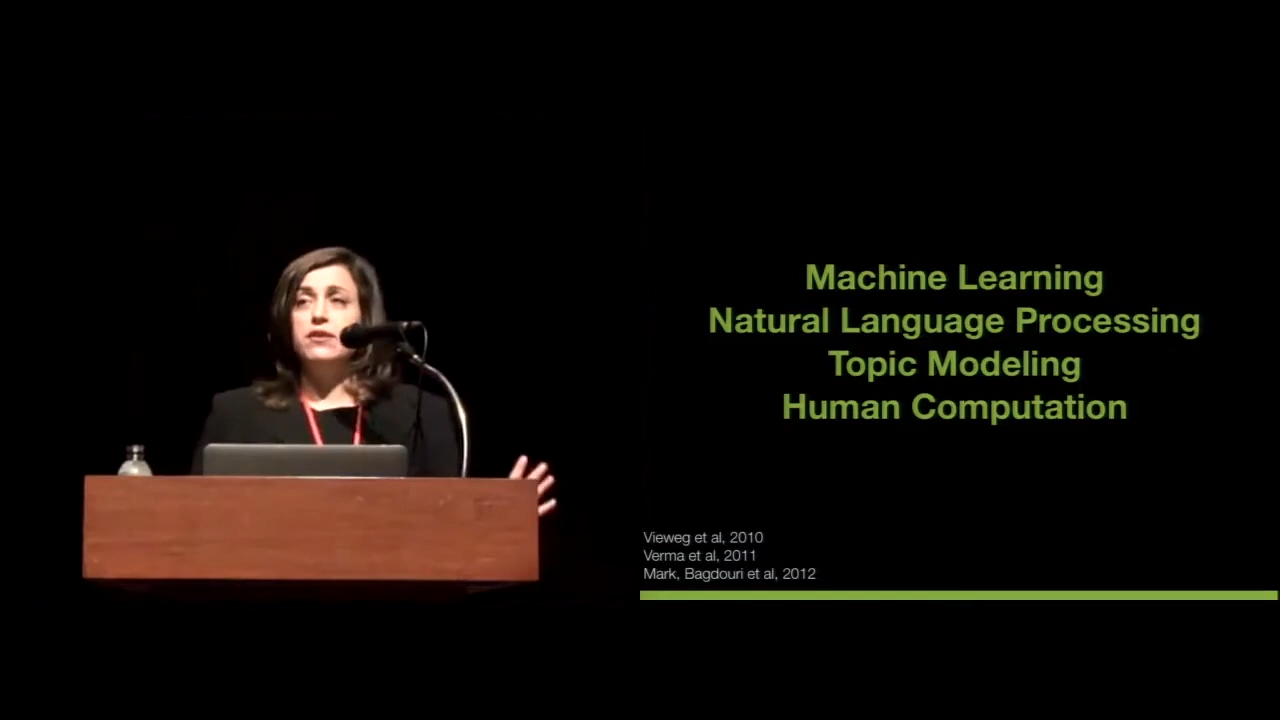 Machine Learning
Natural Language Processing
Topic Modeling
Human Computation
Vieweg et al, 2010
Verma et al, 2011
Mark, Bagdouri et al, 2012